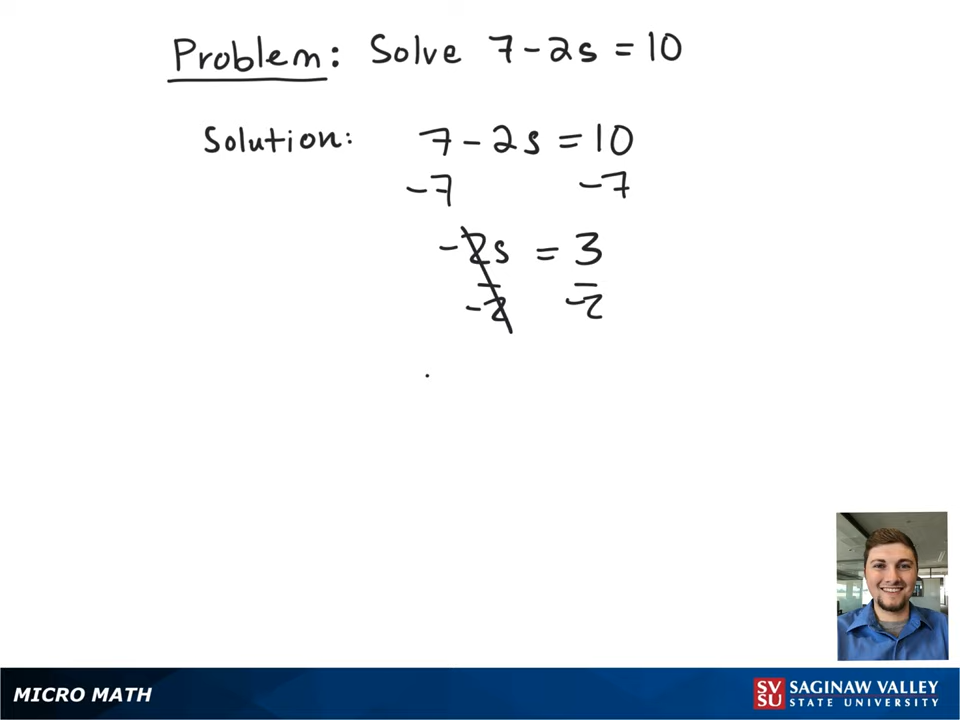 Problem: Solve 7-2s = 10
Solution: 7-2s = 10
-7 -7
-2s = 3
-2 -2
MICRO MATH
SVSU SAGINAW VALLEY
STATE UNIVERSITY